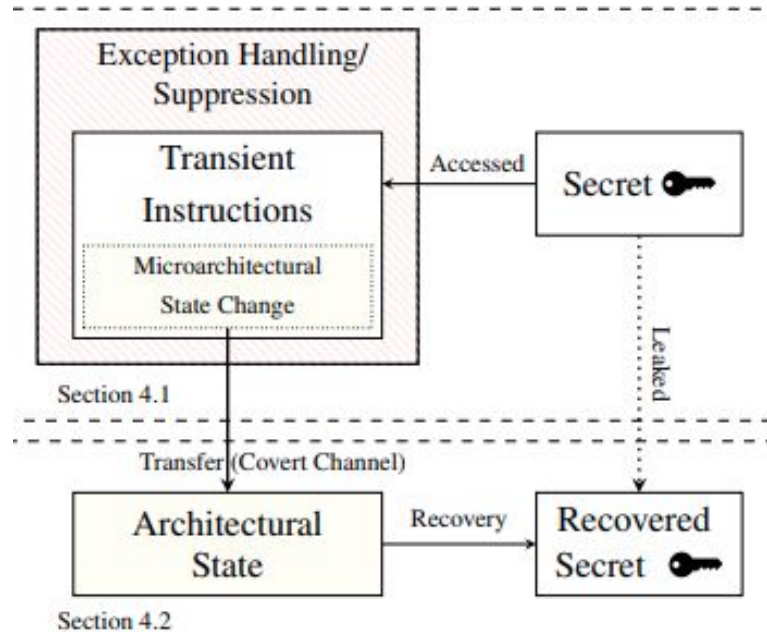 Exception Handling/
Suppression
Transient
Instructions
Microarchitectural
State Change
Accessed
Secret
Leaked
Section 4.1
Transfer (Covert Channel)
Architectural
State
Recovery
Recovered
Secret
Section 4.2